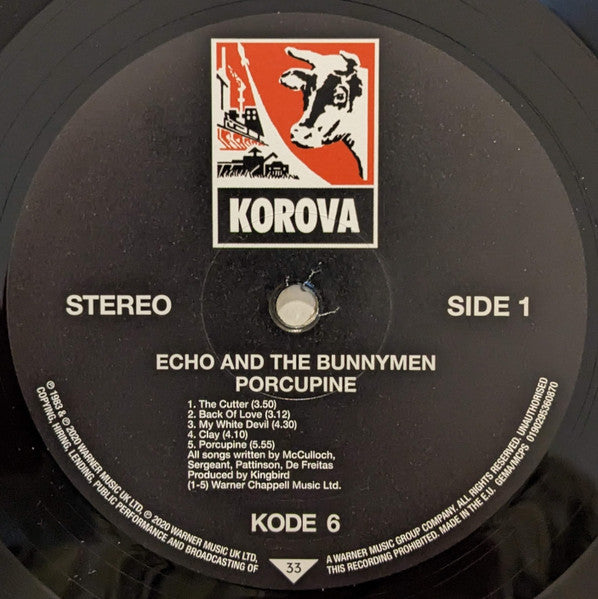 KOROVA
STEREO
SIDE 1
ECHO AND THE BUNNYMEN
PORCUPINE
1. The Cutter (3.50)
2. Back Of Love (3.12)
3. My White Devil (4.30)
4. Clay (4.10)
5. Porcupine (5.55)
All songs written by McCulloch,
Sergeant, Pattinson, De Freitas
Produced by Kingbird
(1-5) Warner Chappell Music Ltd.
KODE 6
33
℗ 1983 & ℗ 2020 WARNER MUSIC UK LTD, © 2020 WARNER MUSIC UK LTD, A WARNER MUSIC GROUP COMPANY. ALL RIGHTS RESERVED. UNAUTHORISED
COPYING, HIRING, LENDING, PUBLIC PERFORMANCE AND BROADCASTING OF THIS RECORDING PROHIBITED. MADE IN THE E.U. GEMA/MCPS 0190295360870